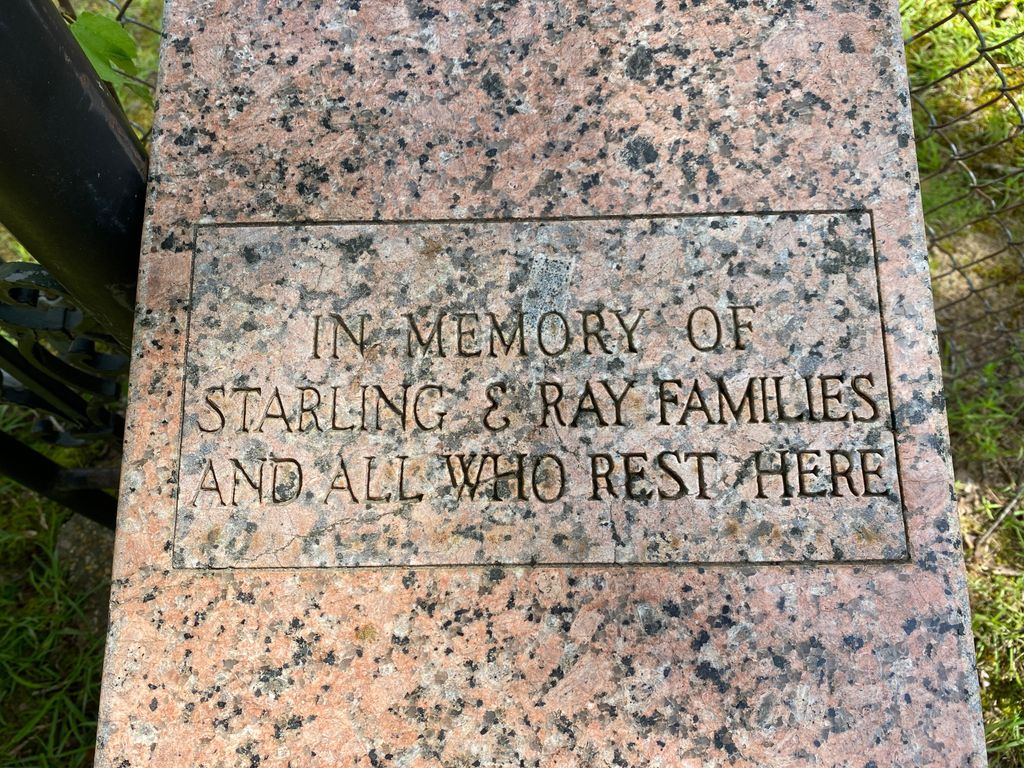 IN MEMORY OF
STARLING & RAY FAMILIES
AND ALL WHO REST HERE